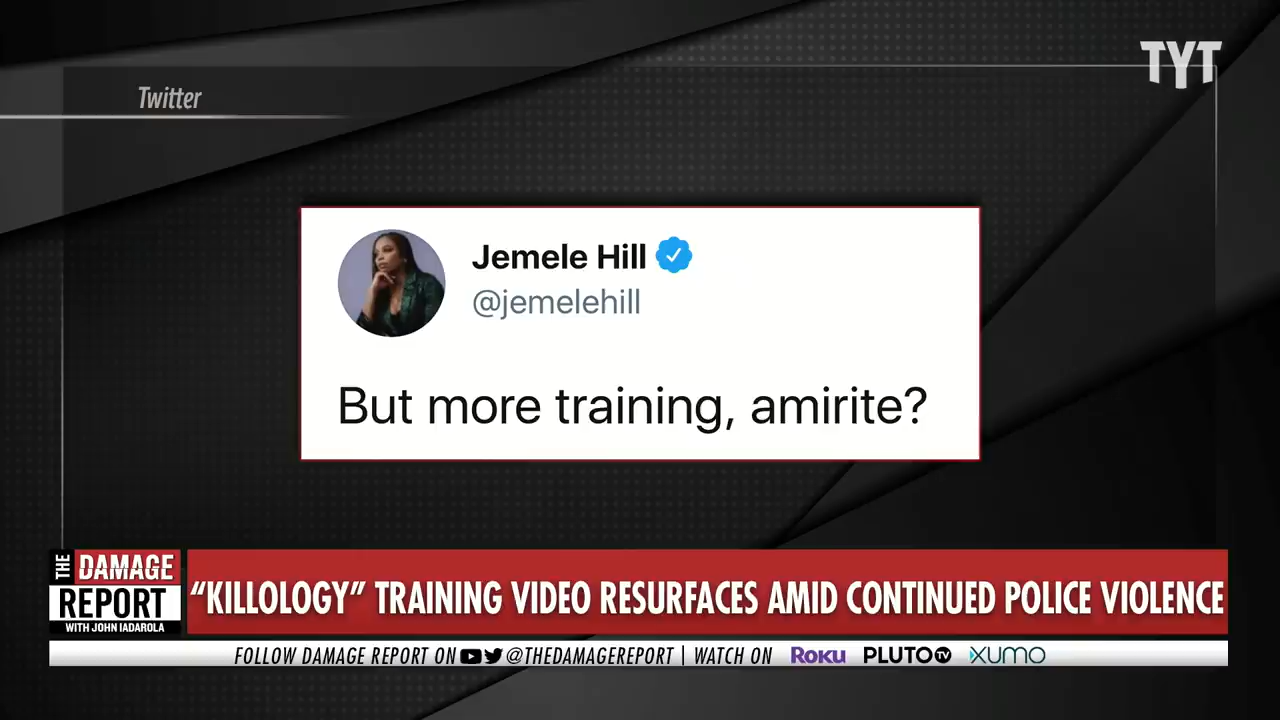 TYT
Twitter
Jemele Hill
@jemelehill
But more training, amirite?
THE DAMAGE REPORT
WITH JOHN IADAROLA
“KILLOLOGY” TRAINING VIDEO RESURFACES AMID CONTINUED POLICE VIOLENCE
FOLLOW DAMAGE REPORT ON @THEDAMAGEREPORT | WATCH ON ROKU PLUTO TV XUMO